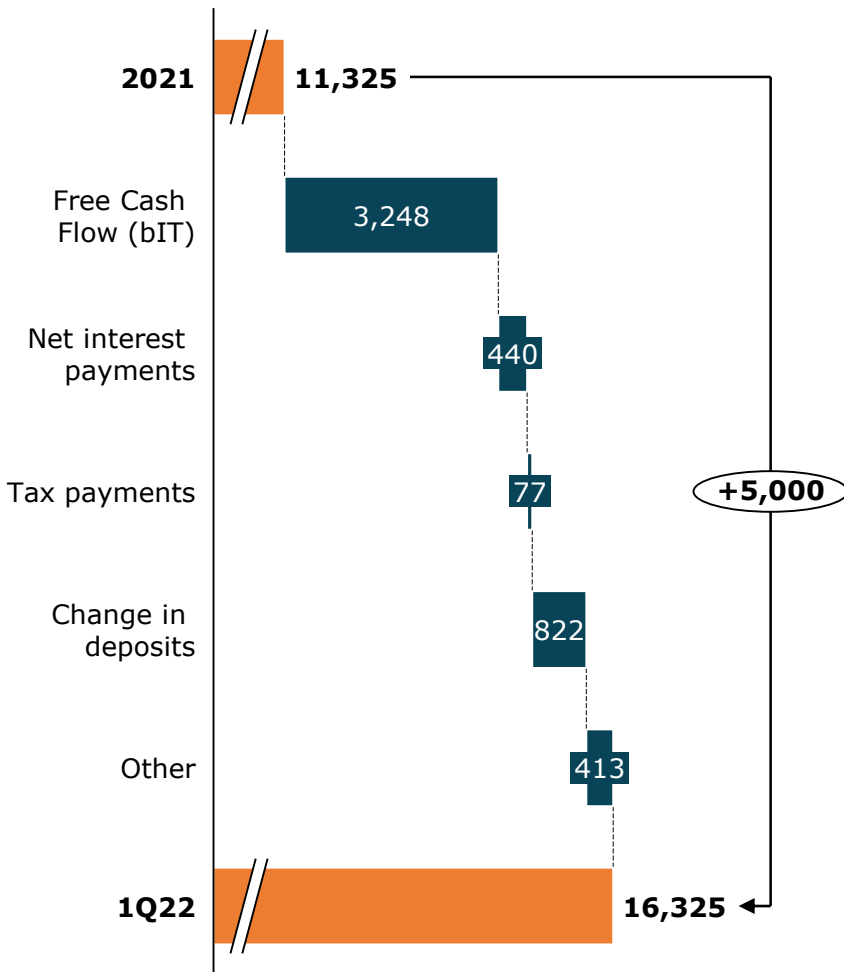 2021
11,325
Free Cash
Flow (bIT)
3,248
Net interest
payments
440
Tax payments
77
+5,000
Change in
deposits
822
Other
413
1Q22
16,325